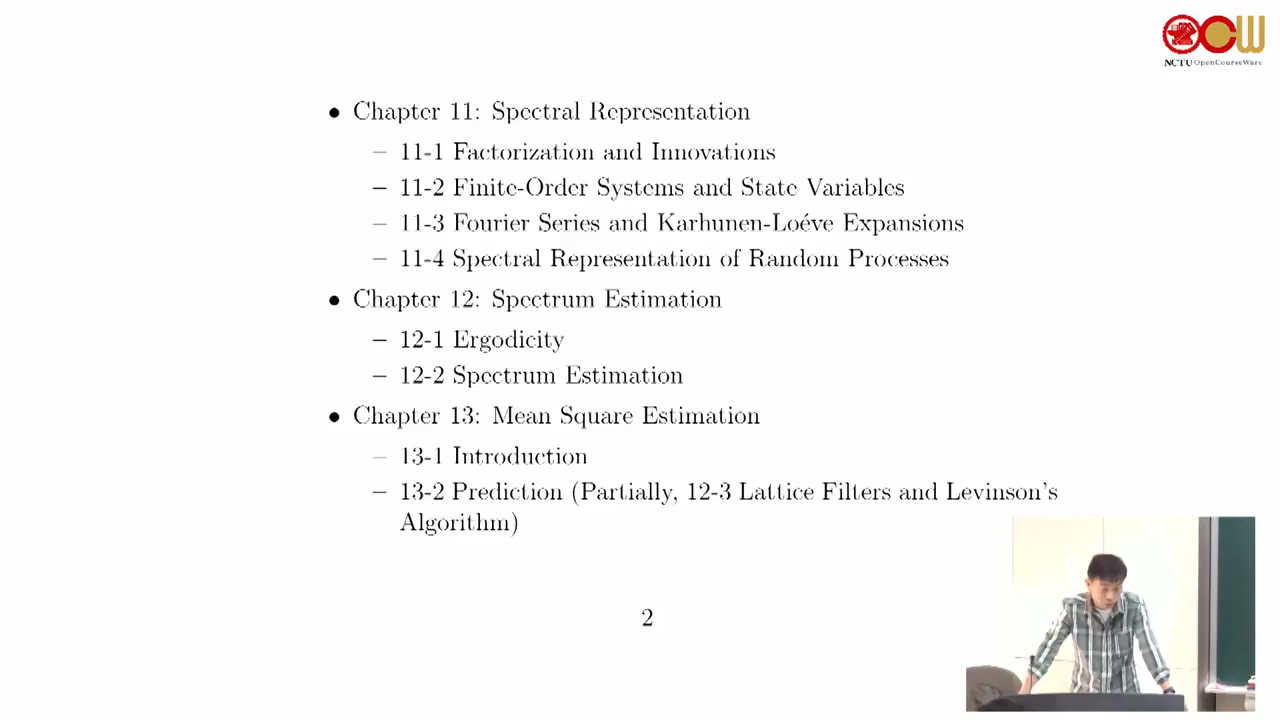 NCTU OpenCourseWare
• Chapter 11: Spectral Representation
– 11-1 Factorization and Innovations
– 11-2 Finite-Order Systems and State Variables
– 11-3 Fourier Series and Karhunen-Loéve Expansions
– 11-4 Spectral Representation of Random Processes
• Chapter 12: Spectrum Estimation
– 12-1 Ergodicity
– 12-2 Spectrum Estimation
• Chapter 13: Mean Square Estimation
– 13-1 Introduction
– 13-2 Prediction (Partially, 12-3 Lattice Filters and Levinson's
Algorithm)
2